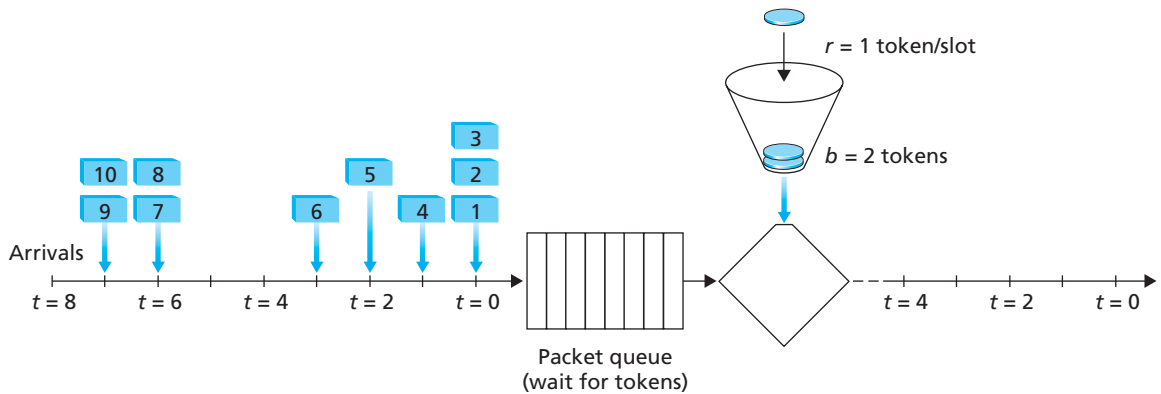 r = 1 token/slot
3
10 8 5 2 b = 2 tokens
9 7 6 4 1
Arrivals
t = 8 t = 6 t = 4 t = 2 t = 0 t = 4 t = 2 t = 0
Packet queue
(wait for tokens)